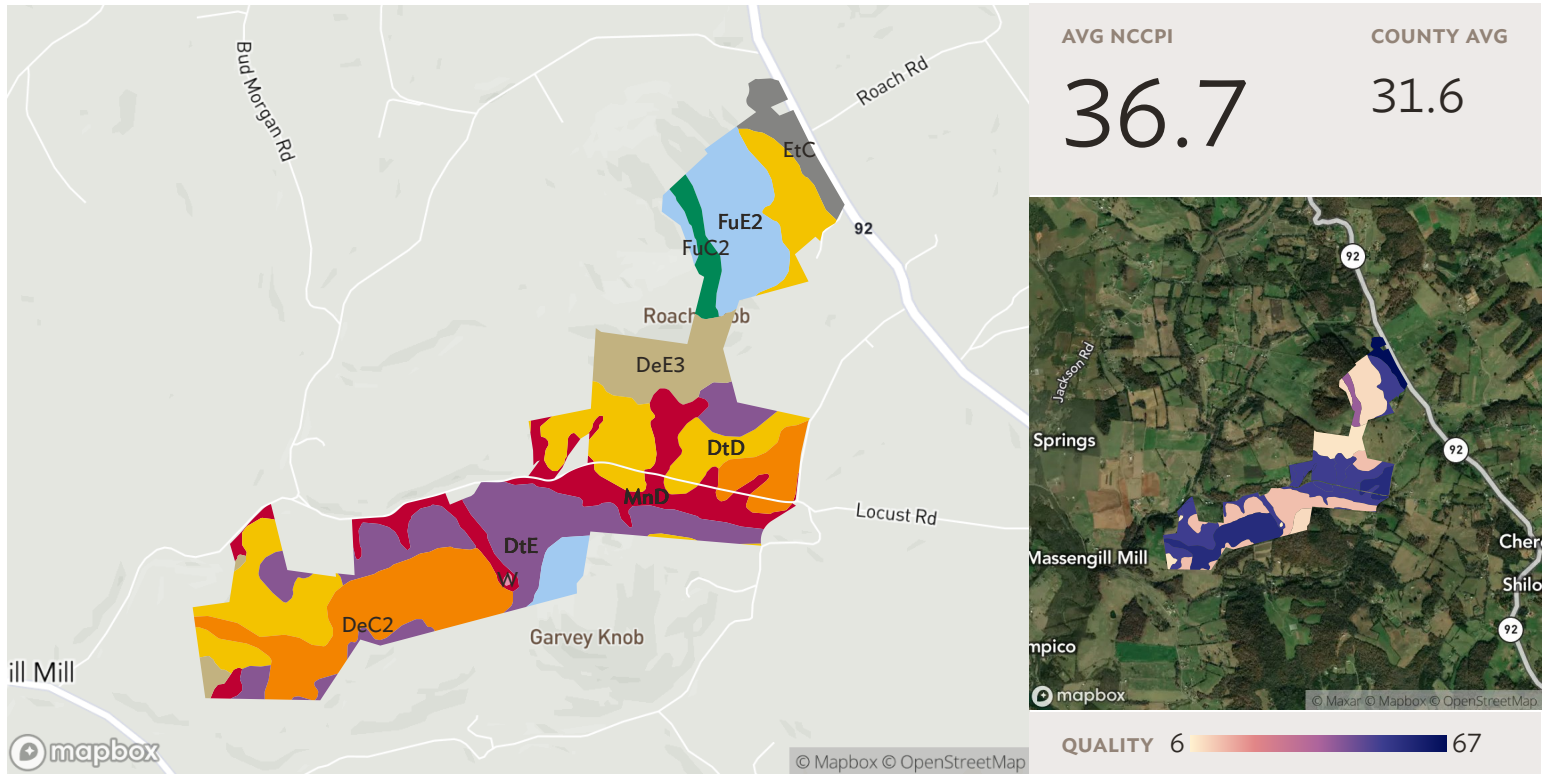 Bud Morgan Rd
Roach Rd
EtC
FuE2
92
FuC2
Roach
ob
DeE3
DtD
MnD
Locust Rd
DtE
W
DeC2
Garvey Knob
ill Mill
mapbox
© Mapbox © OpenStreetMap
AVG NCCPI
36.7
COUNTY AVG
31.6
92
Jackson Rd
Springs
92
Cher
Massengill Mill
Shilo
92
mpico
mapbox
© Maxar © Mapbox © OpenStreetMap
QUALITY 6 67